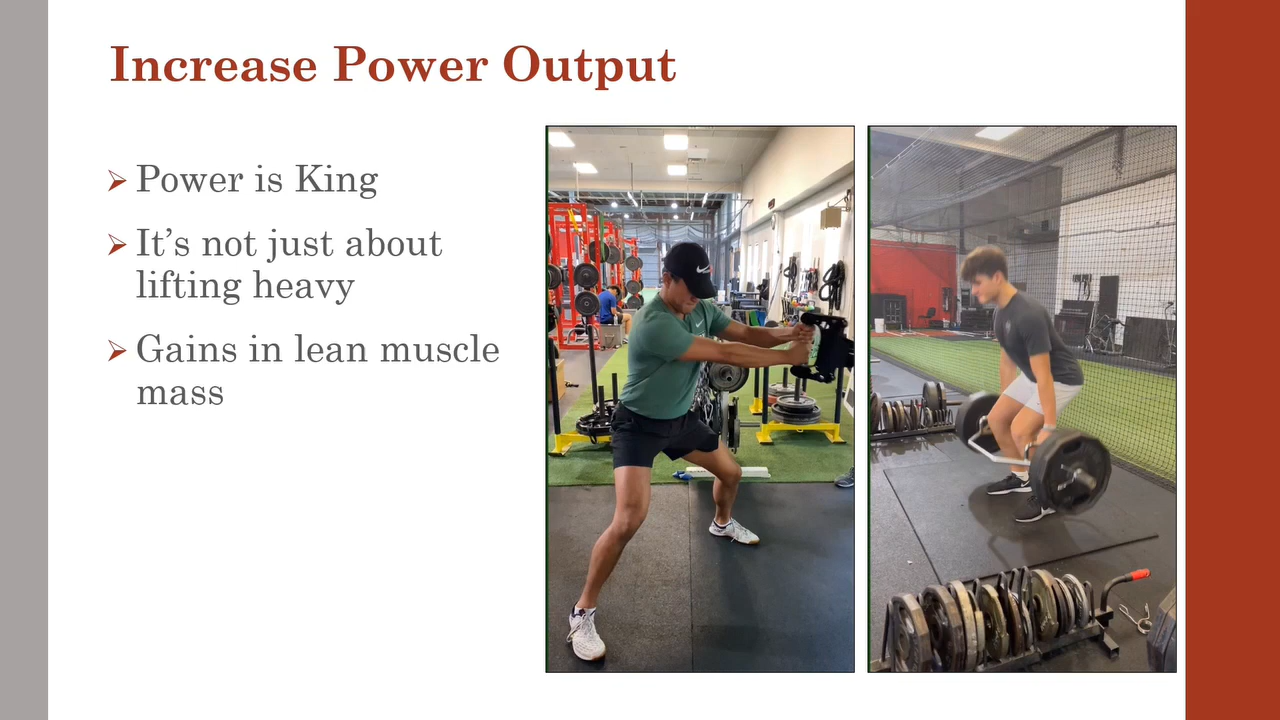 Increase Power Output
Power is King
It's not just about
lifting heavy
Gains in lean muscle
mass